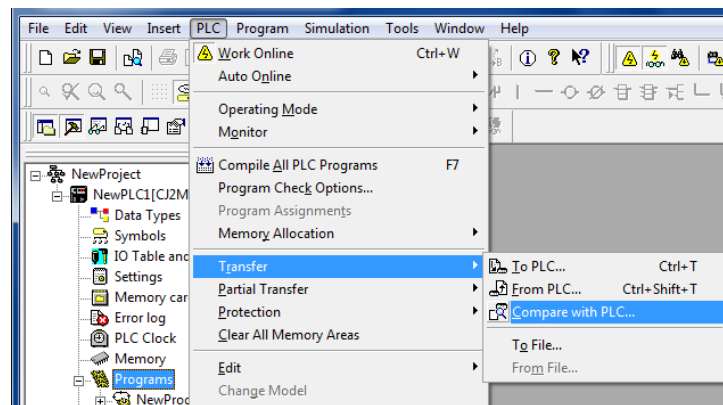 File Edit View Insert PLC Program Simulation Tools Window Help
Work Online Ctrl+W
Auto Online
Operating Mode
Monitor
Compile All PLC Programs F7
Program Check Options...
Program Assignments
Memory Allocation
Transfer
Partial Transfer
Protection
Clear All Memory Areas
Edit
Change Model
To PLC... Ctrl+T
From PLC... Ctrl+Shift+T
Compare with PLC...
To File...
From File...
NewProject
NewPLC1[CJ2M
Data Types
Symbols
IO Table and
Settings
Memory car
Error log
PLC Clock
Memory
Programs
NewProg